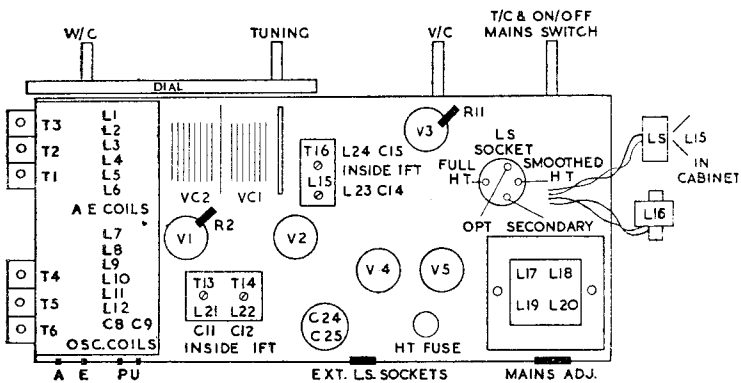 T/C & ON/OFF
W/C TUNING V/C MAINS SWITCH
DIAL
T3
T2
T1
L1
L2
L3
L4
L5
L6
A E COILS
L7
L8
L9
L10
L11
L12
C8 C9
OSC. COILS
T4
T5
T6
VC2 VC1
V1
R2
V2
T16 L24 C15
INSIDE IFT
L15 L23 C14
V3
R11
LS
SOCKET
FULL
H T
SMOOTHED
H T
OPT SECONDARY
LS
L15
IN
CABINET
L16
T13 T14
L21 L22
C11 C12
INSIDE IFT
V4
V5
C24
C25
HT FUSE
L17 L18
L19 L20
A E PU EXT. L.S. SOCKETS MAINS ADJ.